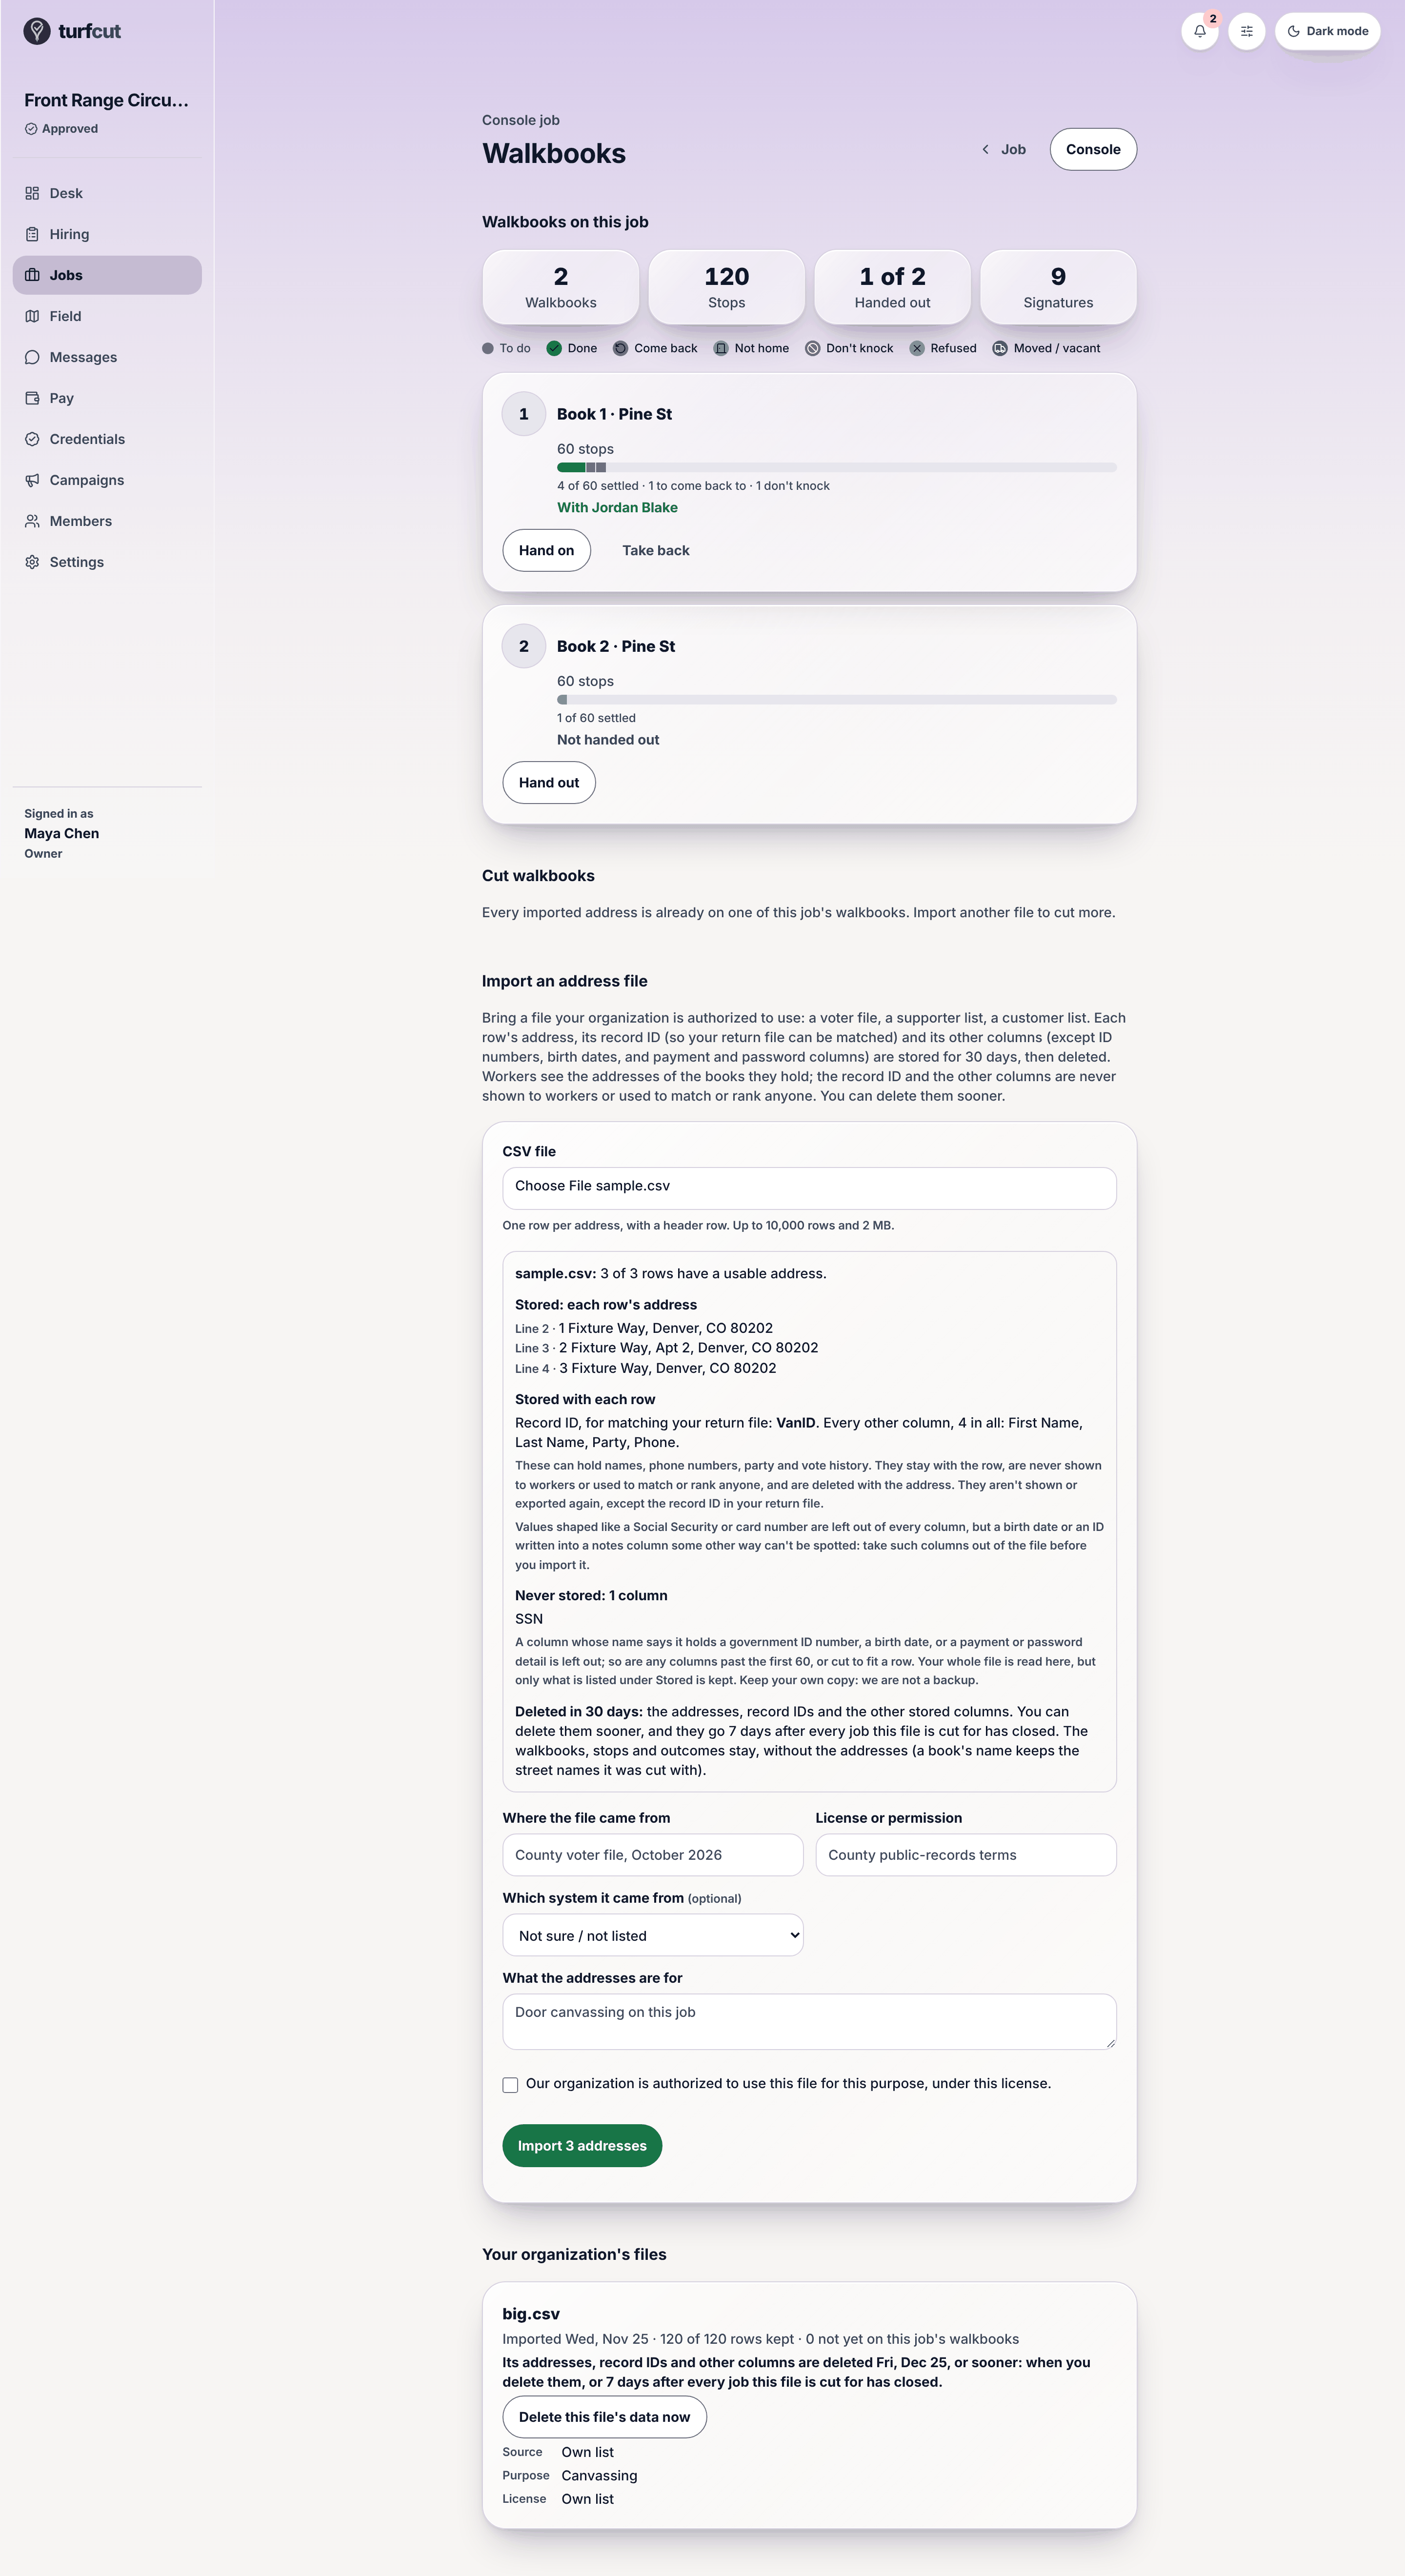 turfcut
2
Dark mode
Front Range Circu...
Approved
Desk
Hiring
Jobs
Field
Messages
Pay
Credentials
Campaigns
Members
Settings
Signed in as
Maya Chen
Owner
Console job
Walkbooks
Job
Console
Walkbooks on this job
2
Walkbooks
120
Stops
1 of 2
Handed out
9
Signatures
To do
Done
Come back
Not home
Don't knock
Refused
Moved / vacant
1
Book 1 · Pine St
60 stops
4 of 60 settled · 1 to come back to · 1 don't knock
With Jordan Blake
Hand on
Take back
2
Book 2 · Pine St
60 stops
1 of 60 settled
Not handed out
Hand out
Cut walkbooks
Every imported address is already on one of this job's walkbooks. Import another file to cut more.
Import an address file
Bring a file your organization is authorized to use: a voter file, a supporter list, a customer list. Each
row's address, its record ID (so your return file can be matched) and its other columns (except ID
numbers, birth dates, and payment and password columns) are stored for 30 days, then deleted.
Workers see the addresses of the books they hold; the record ID and the other columns are never
shown to workers or used to match or rank anyone. You can delete them sooner.
CSV file
Choose File sample.csv
One row per address, with a header row. Up to 10,000 rows and 2 MB.
sample.csv: 3 of 3 rows have a usable address.
Stored: each row's address
Line 2 · 1 Fixture Way, Denver, CO 80202
Line 3 · 2 Fixture Way, Apt 2, Denver, CO 80202
Line 4 · 3 Fixture Way, Denver, CO 80202
Stored with each row
Record ID, for matching your return file: VanID. Every other column, 4 in all: First Name,
Last Name, Party, Phone.
These can hold names, phone numbers, party and vote history. They stay with the row, are never shown
to workers or used to match or rank anyone, and are deleted with the address. They aren't shown or
exported again, except the record ID in your return file.
Values shaped like a Social Security or card number are left out of every column, but a birth date or an ID
written into a notes column some other way can't be spotted: take such columns out of the file before
you import it.
Never stored: 1 column
SSN
A column whose name says it holds a government ID number, a birth date, or a payment or password
detail is left out; so are any columns past the first 60, or cut to fit a row. Your whole file is read here, but
only what is listed under Stored is kept. Keep your own copy: we are not a backup.
Deleted in 30 days: the addresses, record IDs and the other stored columns. You can
delete them sooner, and they go 7 days after every job this file is cut for has closed. The
walkbooks, stops and outcomes stay, without the addresses (a book's name keeps the
street names it was cut with).
Where the file came from
County voter file, October 2026
License or permission
County public-records terms
Which system it came from (optional)
Not sure / not listed
What the addresses are for
Door canvassing on this job
Our organization is authorized to use this file for this purpose, under this license.
Import 3 addresses
Your organization's files
big.csv
Imported Wed, Nov 25 · 120 of 120 rows kept · 0 not yet on this job's walkbooks
Its addresses, record IDs and other columns are deleted Fri, Dec 25, or sooner: when you
delete them, or 7 days after every job this file is cut for has closed.
Delete this file's data now
Source Own list
Purpose Canvassing
License Own list